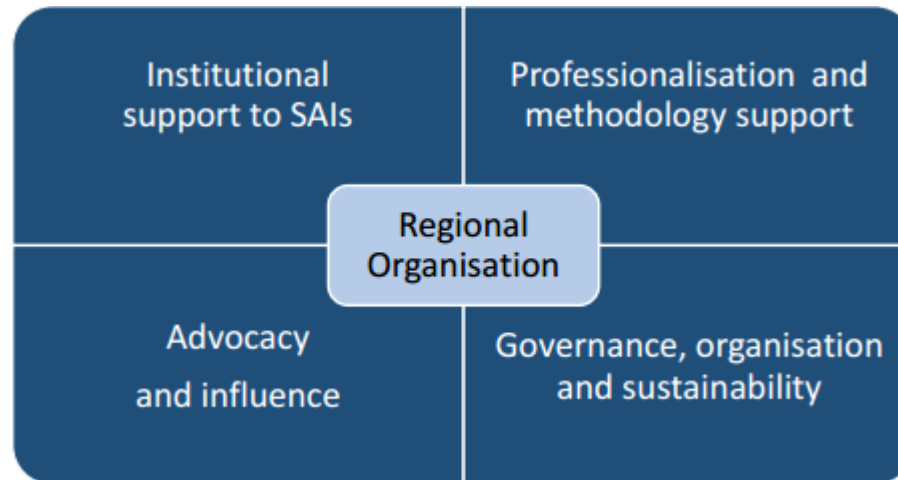 Institutional
support to SAIs
Professionalisation and
methodology support
Regional
Organisation
Advocacy
and influence
Governance, organisation
and sustainability